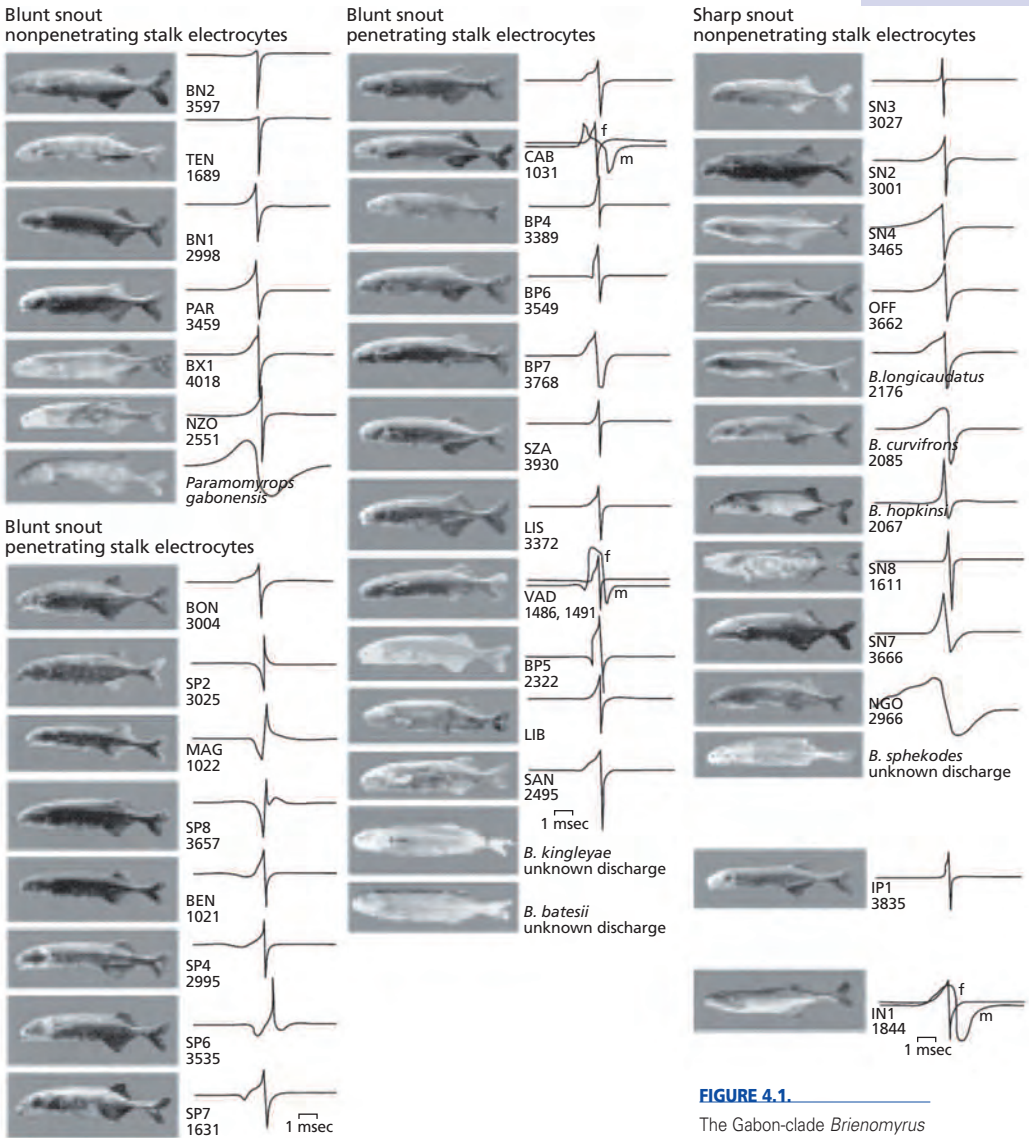 Blunt snout
nonpenetrating stalk electrocytes
BN2
3597
TEN
1689
BN1
2998
PAR
3459
BX1
4018
NZO
2551
Paramomyrops
gabonensis
Blunt snout
penetrating stalk electrocytes
BON
3004
SP2
3025
MAG
1022
SP8
3657
BEN
1021
SP4
2995
SP6
3535
SP7
1631
1 msec
Blunt snout
penetrating stalk electrocytes
f
CAB
1031
m
BP4
3389
BP6
3549
BP7
3768
SZA
3930
LIS
3372
f
VAD
1486, 1491
m
BP5
2322
LIB
SAN
2495
1 msec
B. kingleyae
unknown discharge
B. batesii
unknown discharge
Sharp snout
nonpenetrating stalk electrocytes
SN3
3027
SN2
3001
SN4
3465
OFF
3662
B.longicaudatus
2176
B. curvifrons
2085
B. hopkinsi
2067
SN8
1611
SN7
3666
NGO
2966
B. sphekodes
unknown discharge
IP1
3835
f
IN1
1844
m
1 msec
FIGURE 4.1.
The Gabon-clade Brienomyrus